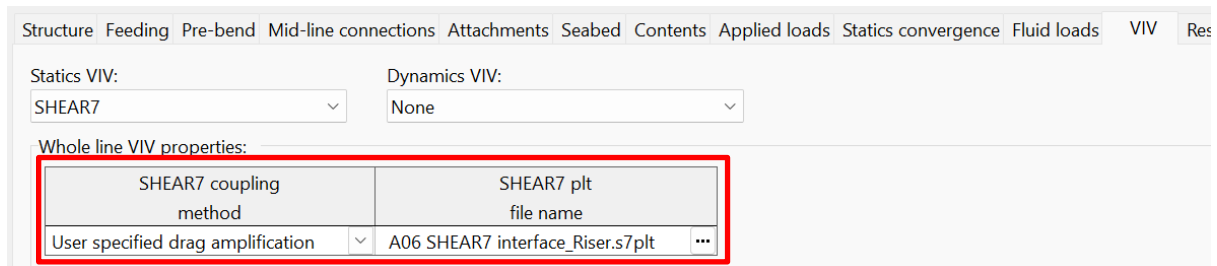 Structure Feeding Pre-bend Mid-line connections Attachments Seabed Contents Applied loads Statics convergence Fluid loads VIV Res
Statics VIV: Dynamics VIV:
SHEAR7 None
Whole line VIV properties:
SHEAR7 coupling SHEAR7 plt
method file name
User specified drag amplification A06 SHEAR7 interface_Riser.s7plt ...